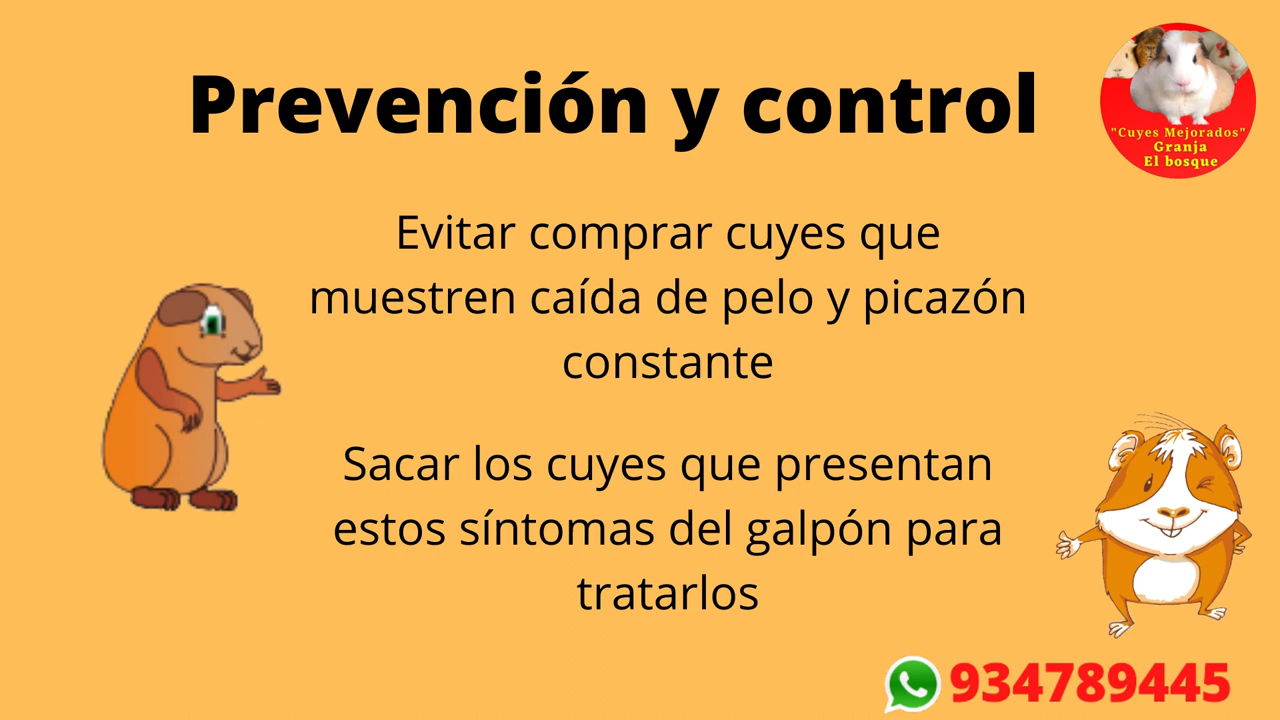 Prevención y control
"Cuyes Mejorados"
Granja
El bosque
Evitar comprar cuyes que
muestren caída de pelo y picazón
constante
Sacar los cuyes que presentan
estos síntomas del galpón para
tratarlos
934789445